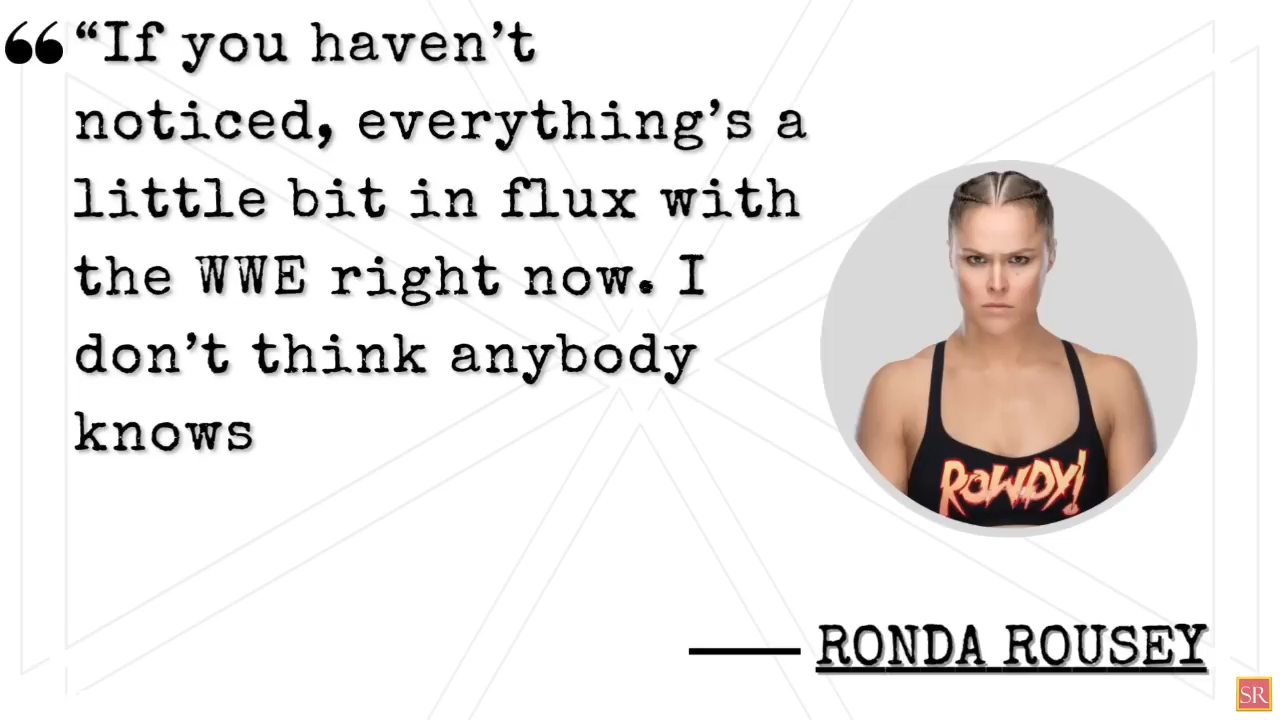 “If you haven’t
noticed, everything’s a
little bit in flux with
the WWE right now. I
don’t think anybody
knows
ROWDY!
RONDA ROUSEY
SR